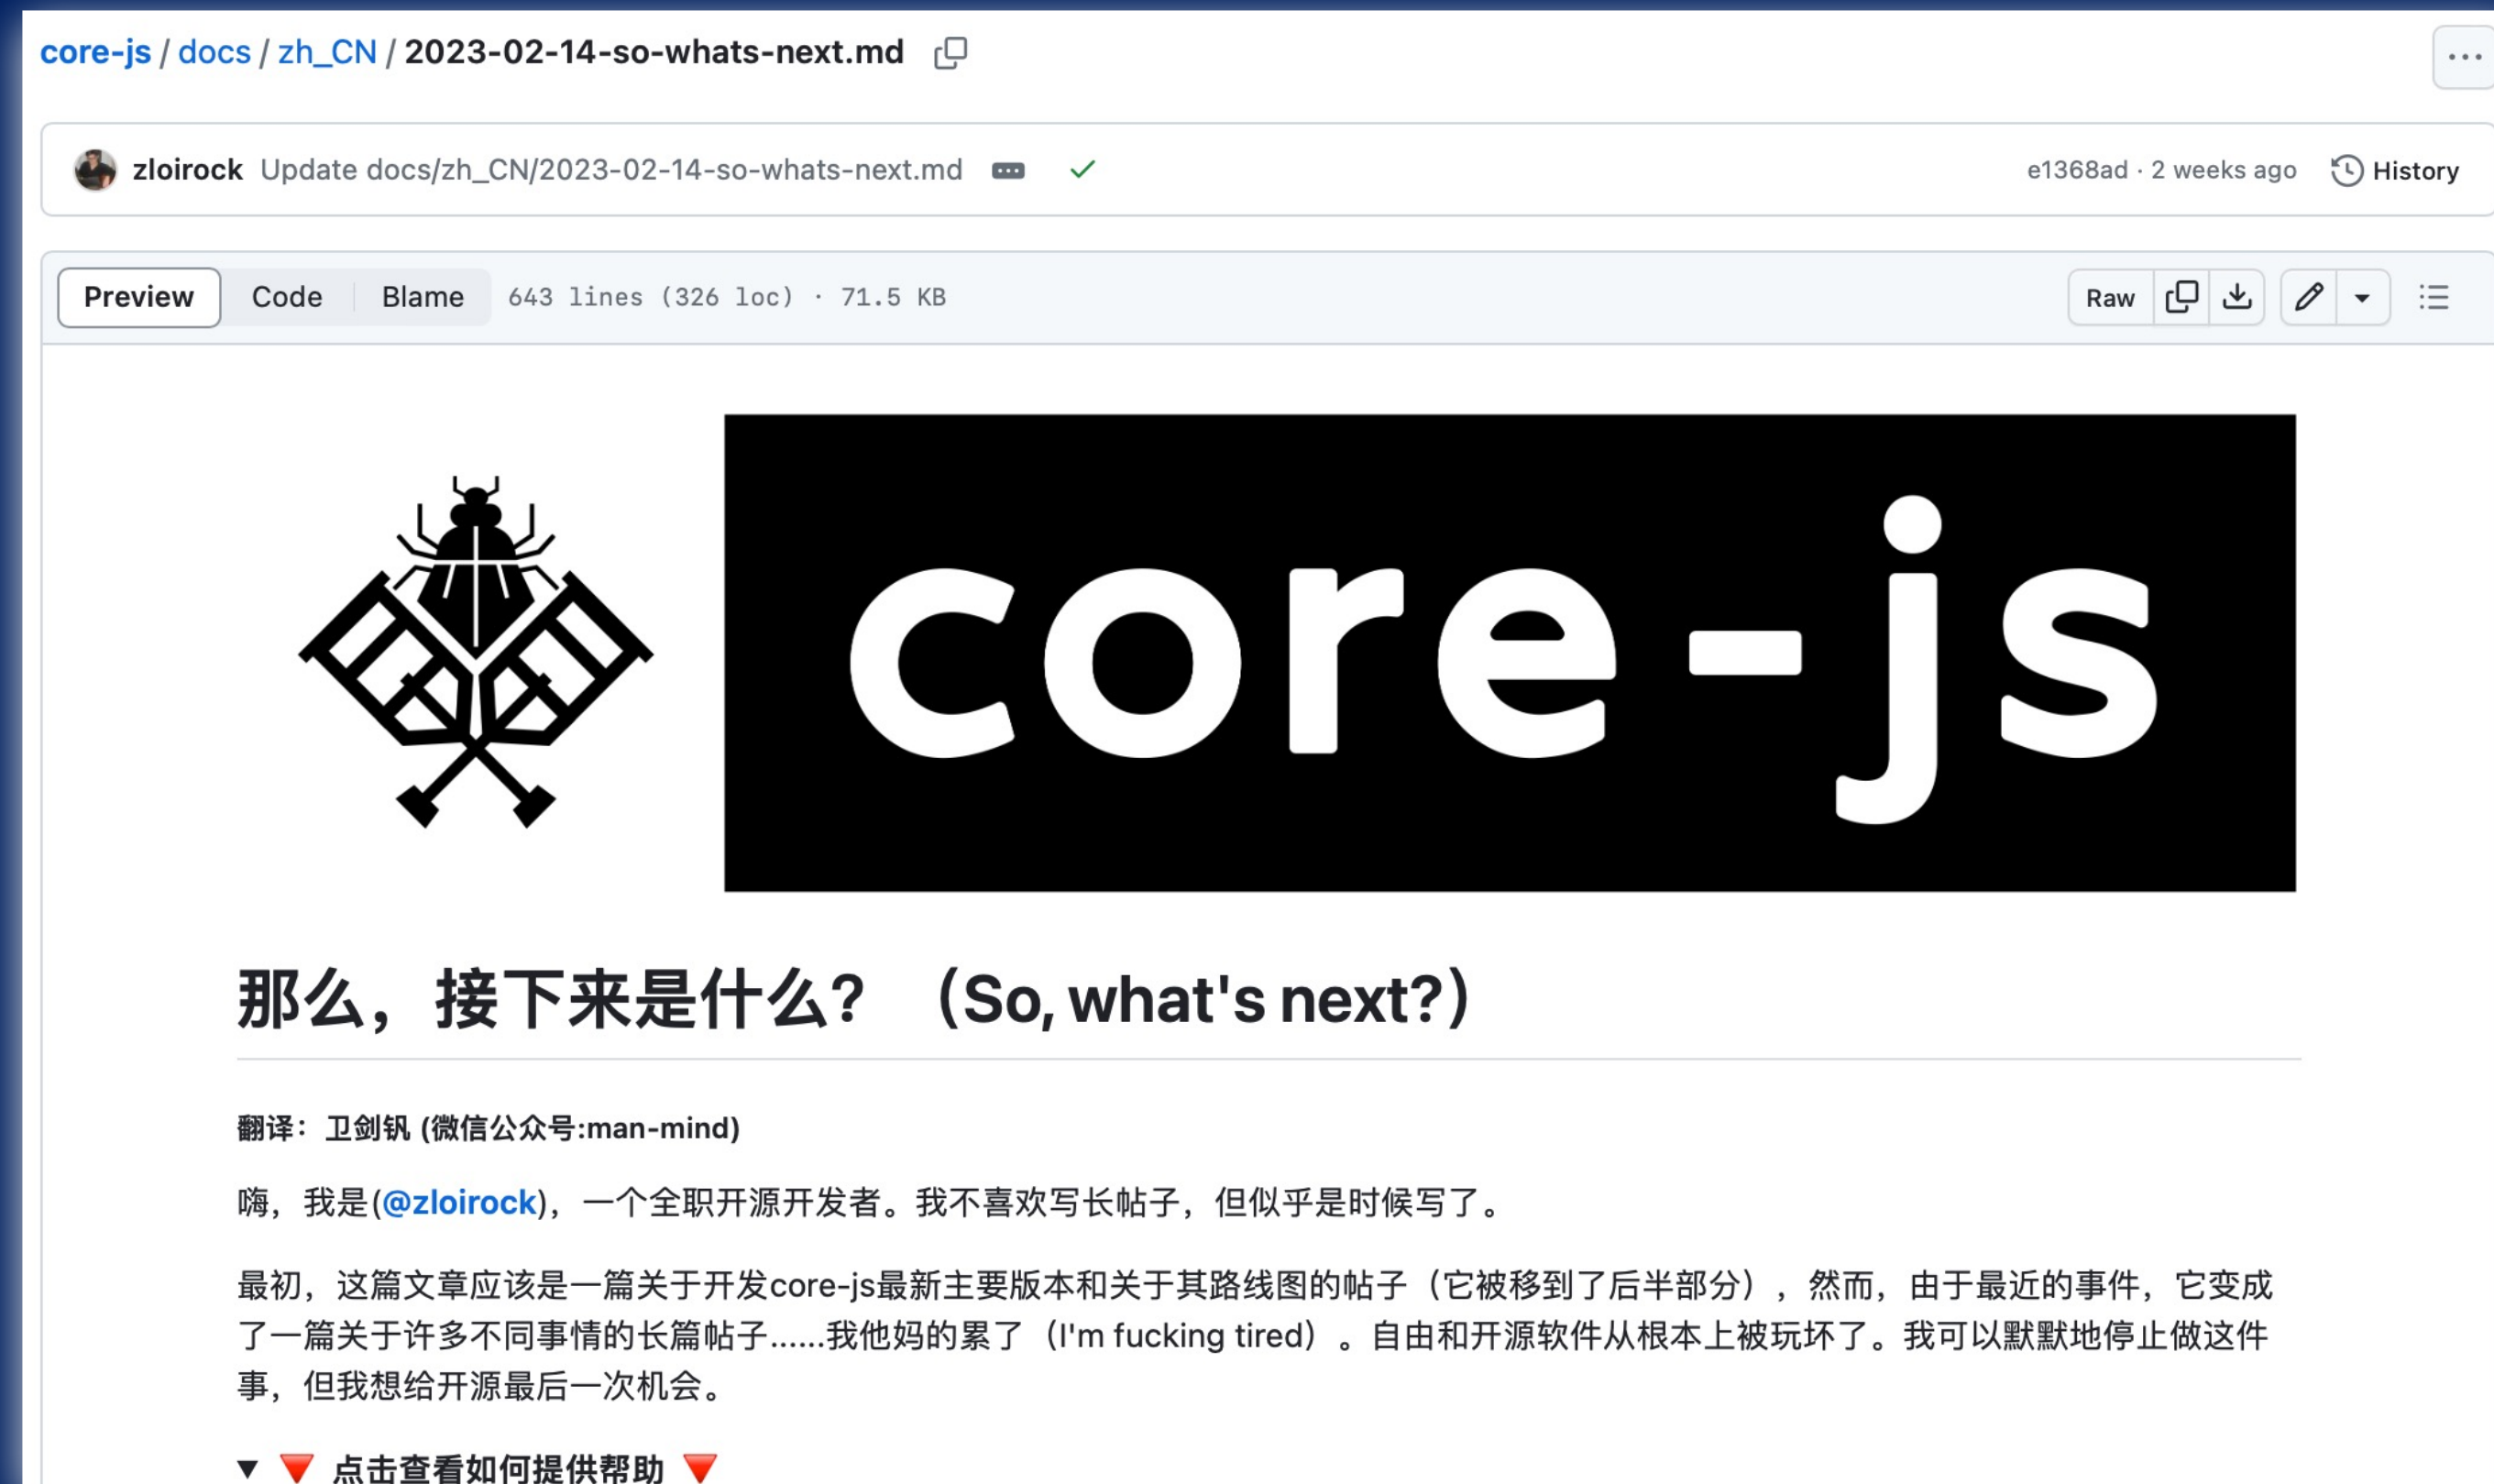 core-js / docs / zh_CN / 2023-02-14-so-whats-next.md
zloirock Update docs/zh_CN/2023-02-14-so-whats-next.md
e1368ad · 2 weeks ago History
Preview Code Blame 643 lines (326 loc) · 71.5 KB Raw
core-js
那么，接下来是什么？（So, what's next?）
翻译：卫剑钒 (微信公众号:man-mind)
嗨，我是(@zloirock)，一个全职开源开发者。我不喜欢写长帖子，但似乎是时候写了。
最初，这篇文章应该是一篇关于开发core-js最新主要版本和关于其路线图的帖子（它被移到了后半部分），然而，由于最近的事件，它变成
了一篇关于许多不同事情的长篇帖子......我他妈的累了（I'm fucking tired）。自由和开源软件从根本上被玩坏了。我可以默默地停止做这件
事，但我想给开源最后一次机会。
点击查看如何提供帮助